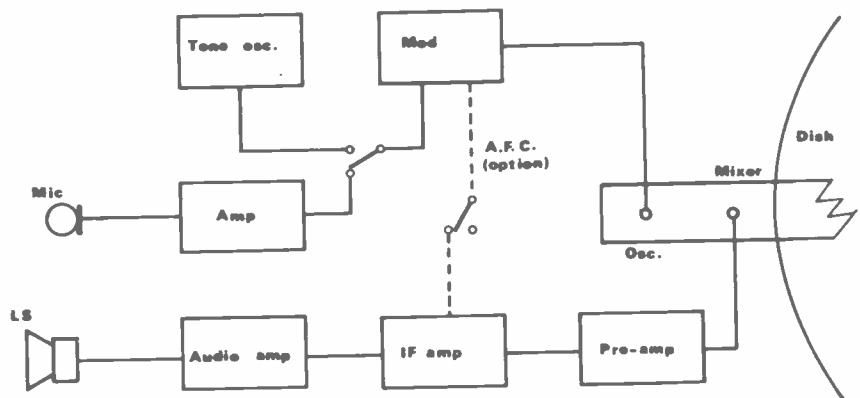 Tone osc.
Mod
A.F.C.
(option)
Dish
Mixer
Mic
Amp
Osc.
LS
Audio amp
IF amp
Pre-amp